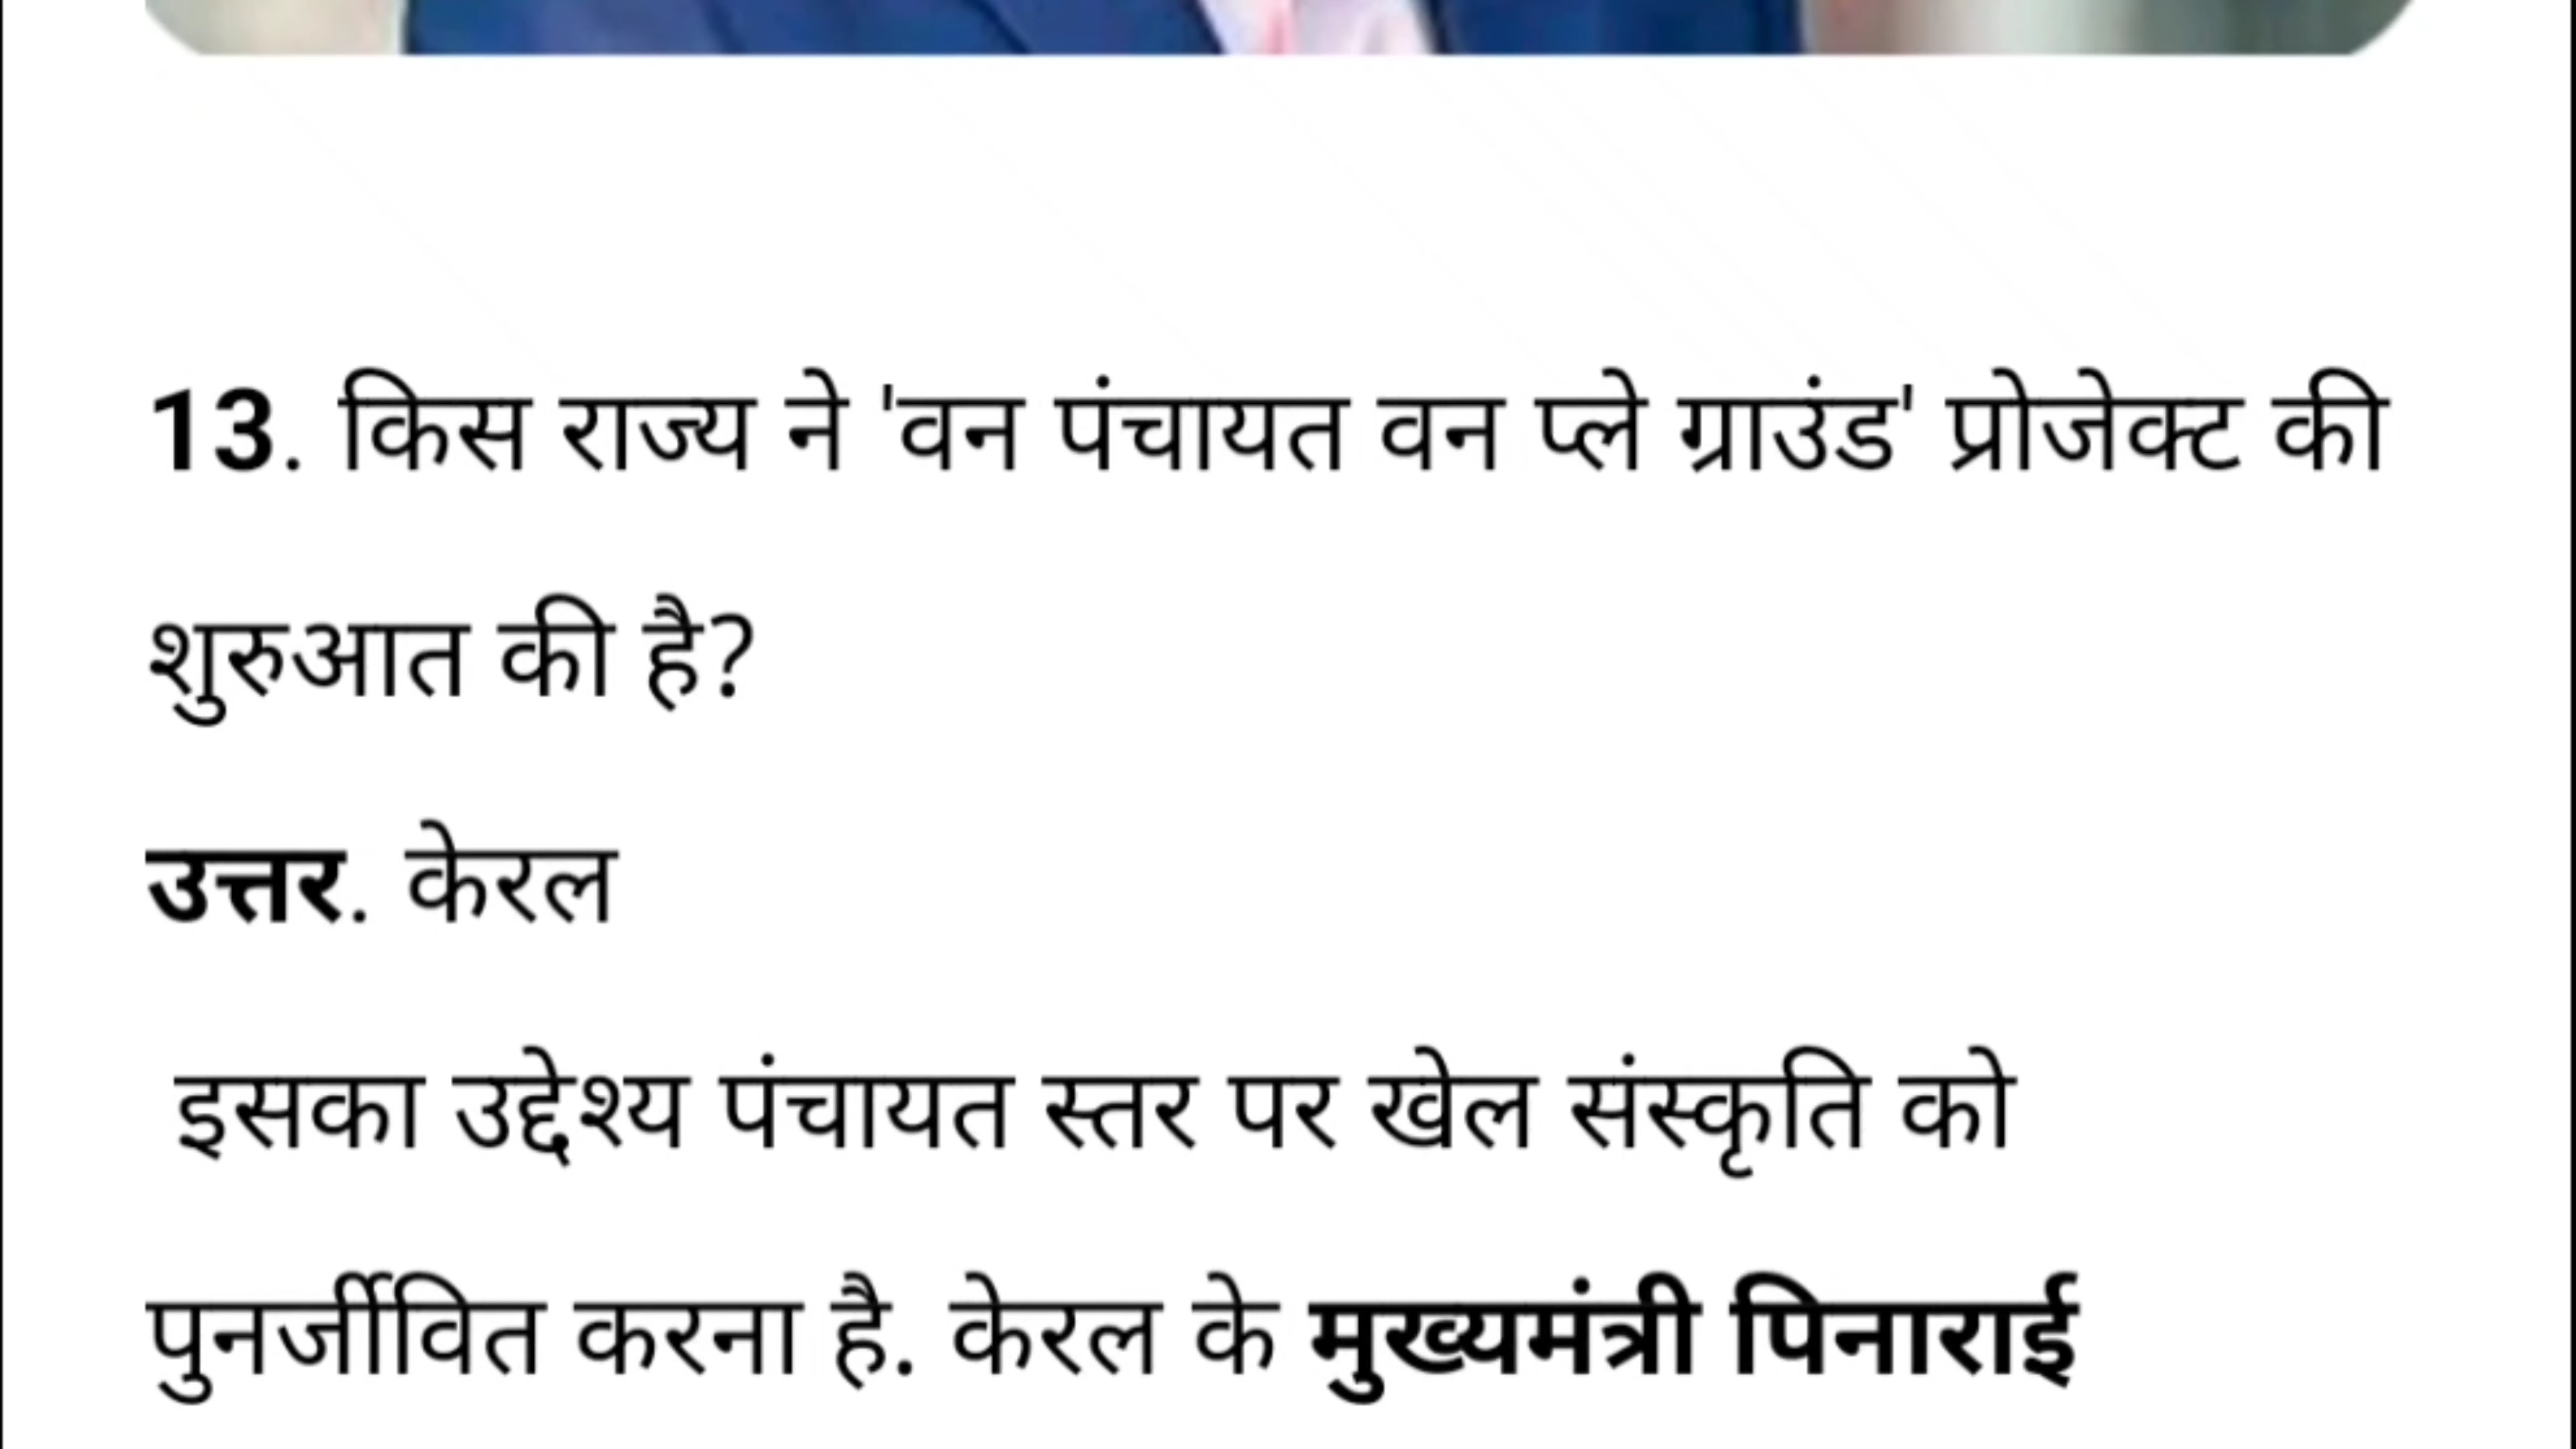 13. किस राज्य ने 'वन पंचायत वन प्ले ग्राउंड' प्रोजेक्ट की
शुरुआत की है?
उत्तर. केरल
इसका उद्देश्य पंचायत स्तर पर खेल संस्कृति को
पुनर्जीवित करना है. केरल के मुख्यमंत्री पिनाराई